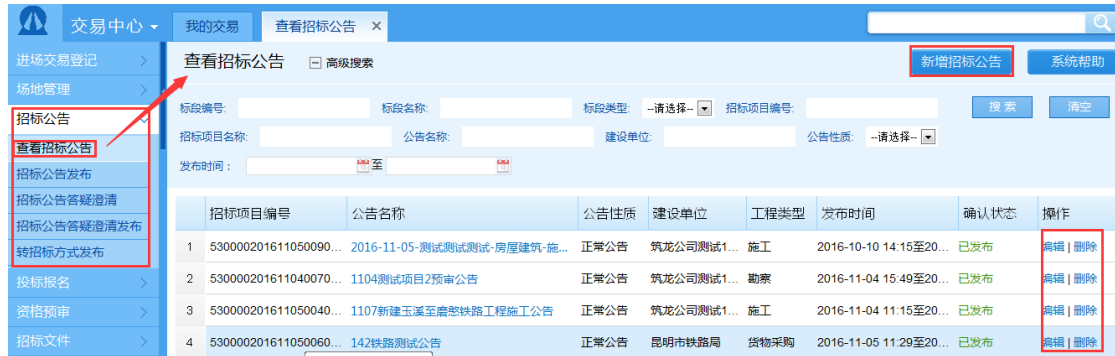 交易中心 我的交易 查看招标公告 ×
进场交易登记
场地管理
招标公告
查看招标公告
招标公告发布
招标公告答疑澄清
招标公告答疑澄清发布
转招标方式发布
投标报名
资格预审
招标文件
查看招标公告 高级搜索 新增招标公告 系统帮助
标段编号: 标段名称: 标段类型: --请选择-- 招标项目编号: 搜索 清空
招标项目名称: 公告名称: 建设单位: 公告性质: --请选择--
发布时间: 至
招标项目编号 公告名称 公告性质 建设单位 工程类型 发布时间 确认状态 操作
1 530000201611050090... 2016-11-05-测试测试测试-房屋建筑-施... 正常公告 筑龙公司测试1... 施工 2016-10-10 14:15至20... 已发布 编辑 | 删除
2 530000201611040070... 1104测试项目2预审公告 正常公告 筑龙公司测试1... 勘察 2016-11-04 15:49至20... 已发布 编辑 | 删除
3 530000201611050040... 1107新建玉溪至磨憨铁路工程施工公告 正常公告 筑龙公司测试1... 施工 2016-11-04 11:15至20... 已发布 编辑 | 删除
4 530000201611050060... 142铁路测试公告 正常公告 昆明市铁路局 货物采购 2016-11-05 11:29至20... 已发布 编辑 | 删除